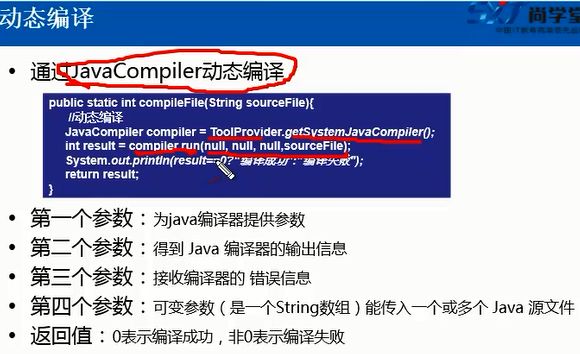 动态编译
SXT 尚学堂
• 通过JavaCompiler动态编译
public static int compileFile(String sourceFile){
//动态编译
JavaCompiler compiler = ToolProvider.getSystemJavaCompiler();
int result = compiler.run(null, null, null,sourceFile);
System.out.println(result==0?"编译成功":"编译失败");
return result;
}
• 第一个参数：为java编译器提供参数
• 第二个参数：得到 Java 编译器的输出信息
• 第三个参数：接收编译器的 错误信息
• 第四个参数：可变参数（是一个String数组）能传入一个或多个 Java 源文件
• 返回值：0表示编译成功，非0表示编译失败